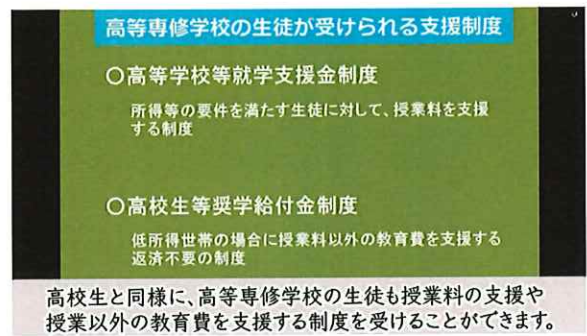 高等専修学校の生徒が受けられる支援制度
○高等学校等就学支援金制度
所得等の要件を満たす生徒に対して、授業料を支援
する制度
○高校生等奨学給付金制度
低所得世帯の場合に授業料以外の教育費を支援する
返済不要の制度
高校生と同様に、高等専修学校の生徒も授業料の支援や
授業以外の教育費を支援する制度を受けることができます。